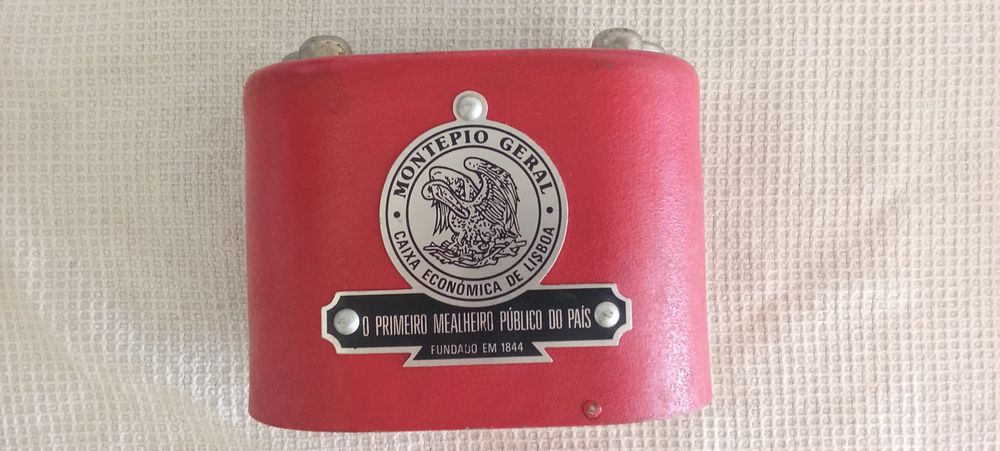 MONTEPIO GERAL
• CAIXA ECONÓMICA DE LISBOA •
O PRIMEIRO MEALHEIRO PÚBLICO DO PAÍS
FUNDADO EM 1844